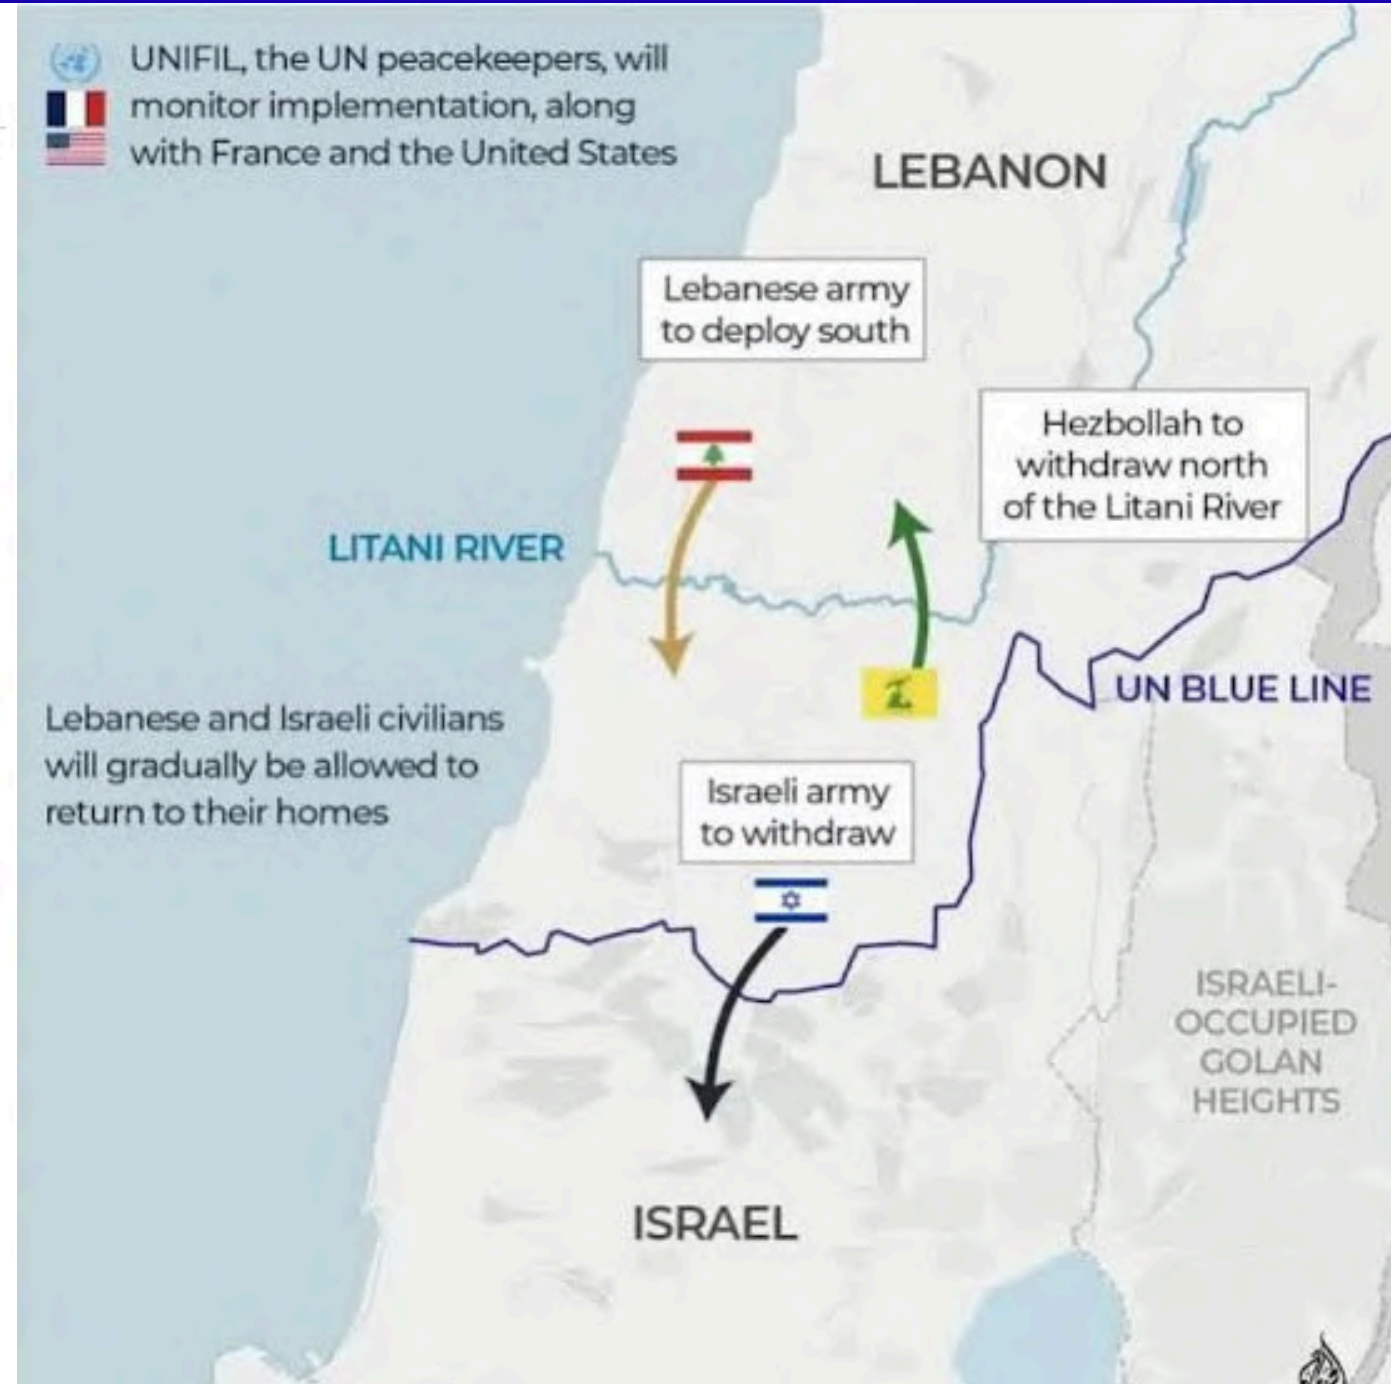 UNIFIL, the UN peacekeepers, will
monitor implementation, along
with France and the United States
LEBANON
Lebanese army
to deploy south
Hezbollah to
withdraw north
of the Litani River
LITANI RIVER
UN BLUE LINE
Lebanese and Israeli civilians
will gradually be allowed to
return to their homes
Israeli army
to withdraw
ISRAELI-
OCCUPIED
GOLAN
HEIGHTS
ISRAEL